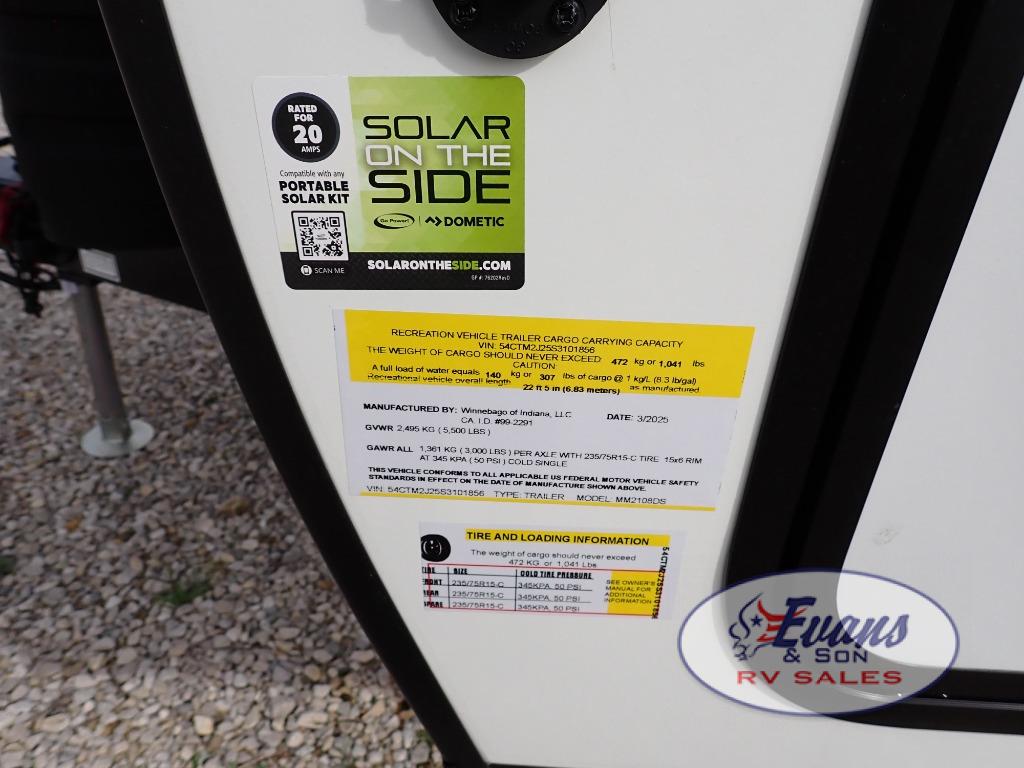 RATED
FOR
20
AMPS
Compatible with any
PORTABLE
SOLAR KIT
SCAN ME
SOLAR
ON THE
SIDE
Go Power! | DOMETIC
SOLARONTHESIDE.COM
RECREATION VEHICLE TRAILER CARGO CARRYING CAPACITY
VIN: 54CTM2J25S3101856
THE WEIGHT OF CARGO SHOULD NEVER EXCEED: 472 kg or 1,041 lbs
CAUTION:
A full load of water equals 140 kg or 307 lbs of cargo @ 1 kg/L (8.3 lb/gal)
Recreational vehicle overall length 22 ft 5 in (6.83 meters) as manufactured.
MANUFACTURED BY: Winnebago of Indiana, LLC DATE: 3/2025
CA. I.D. #99-2291
GVWR 2,495 KG ( 5,500 LBS )
GAWR ALL 1,361 KG ( 3,000 LBS ) PER AXLE WITH 235/75R15-C TIRE 15x6 RIM
AT 345 KPA ( 50 PSI ) COLD SINGLE
THIS VEHICLE CONFORMS TO ALL APPLICABLE US FEDERAL MOTOR VEHICLE SAFETY
STANDARDS IN EFFECT ON THE DATE OF MANUFACTURE SHOWN ABOVE.
VIN: 54CTM2J25S3101856 TYPE: TRAILER MODEL: MM2108DS
TIRE AND LOADING INFORMATION
The weight of cargo should never exceed
472 KG. or 1,041 Lbs.
TIRE SIZE COLD TIRE PRESSURE
FRONT 235/75R15-C 345KPA, 50 PSI
REAR 235/75R15-C 345KPA, 50 PSI
SPARE 235/75R15-C 345KPA, 50 PSI
SEE OWNER'S
MANUAL FOR
ADDITIONAL
INFORMATION
54CTM2J25S3101856
Evans
& SON
RV SALES